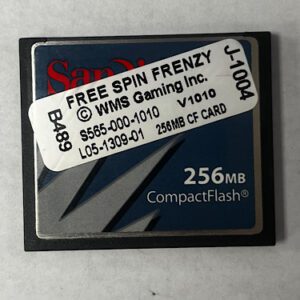 SanDisk
FREE SPIN FRENZY
© WMS Gaming Inc.
S565-000-1010 V1010
L05-1309-01 256MB CF CARD
B489
J-1004
256MB
CompactFlash®